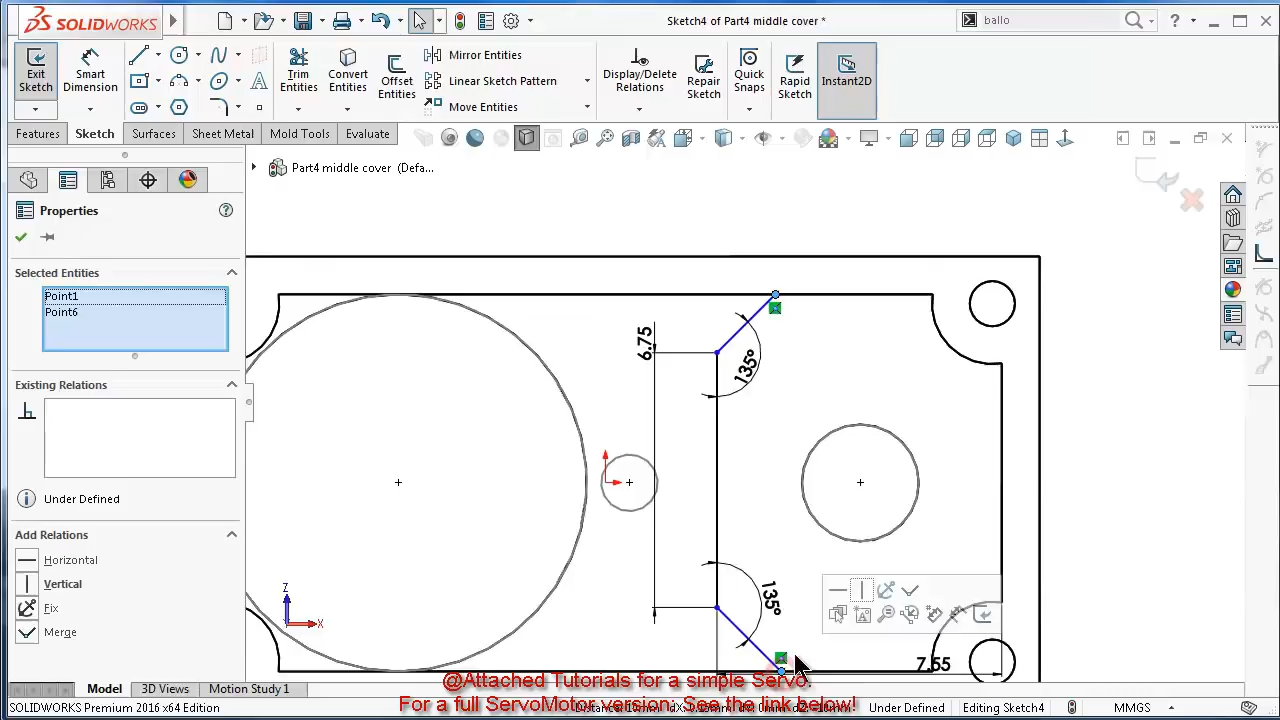 SOLIDWORKS
Sketch4 of Part4 middle cover *
ballo
Exit Sketch
Smart Dimension
Trim Entities
Convert Entities
Offset Entities
Mirror Entities
Linear Sketch Pattern
Move Entities
Display/Delete Relations
Repair Sketch
Quick Snaps
Rapid Sketch
Instant2D
Features
Sketch
Surfaces
Sheet Metal
Mold Tools
Evaluate
Part4 middle cover (Defa...
Properties
Selected Entities
Point1
Point6
Existing Relations
Under Defined
Add Relations
Horizontal
Vertical
Fix
Merge
6.75
135°
135°
7.55
Z
X
@Attached Tutorials for a simple Servo.
For a full ServoMotor version: See the link below!
Model
3D Views
Motion Study 1
SOLIDWORKS Premium 2016 x64 Edition
Under Defined
Editing Sketch4
MMGS